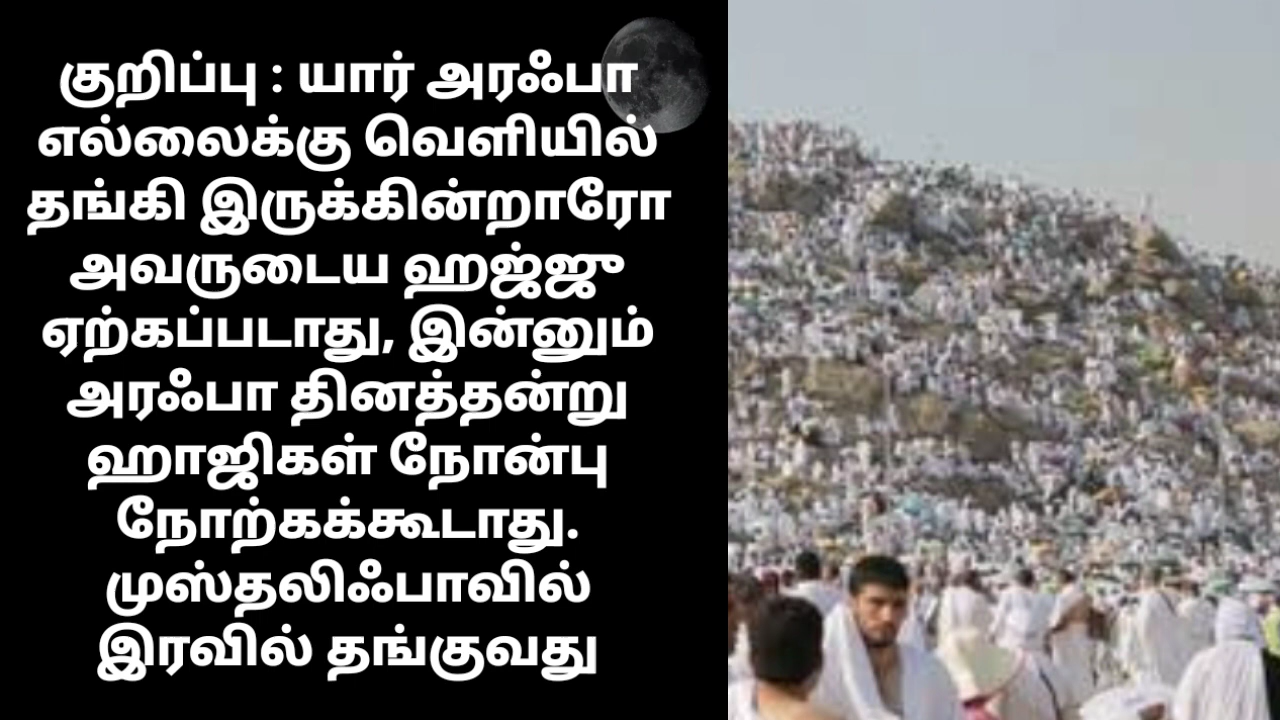 குறிப்பு : யார் அரஃபா
எல்லைக்கு வெளியில்
தங்கி இருக்கின்றாரோ
அவருடைய ஹஜ்ஜு
ஏற்கப்படாது, இன்னும்
அரஃபா தினத்தன்று
ஹாஜிகள் நோன்பு
நோற்கக்கூடாது.
முஸ்தலிஃபாவில்
இரவில் தங்குவது